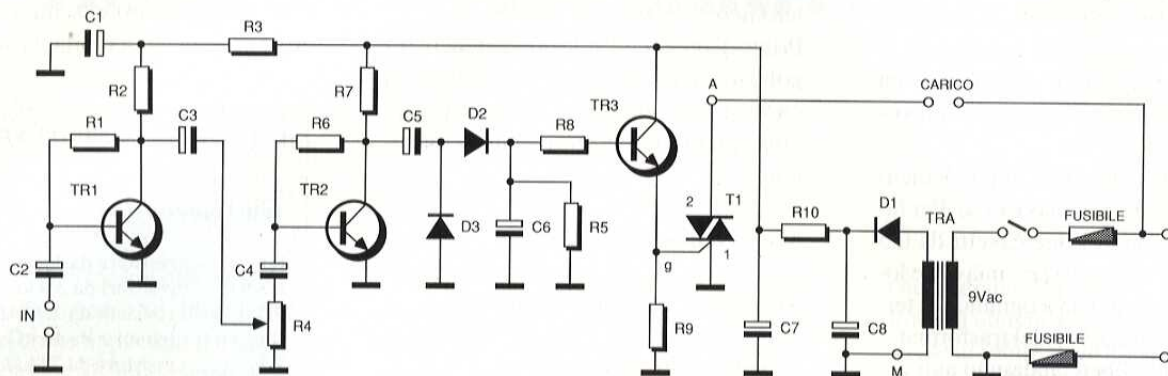 C1
R3
R2
R7
R1
C3
R6
C5
D2
R8
TR3
A
CARICO
TR1
TR2
2
T1
R10
D1
TRA
FUSIBILE
C2
C4
D3
C6
R5
g
1
9Vac
IN
R4
R9
C7
C8
M
FUSIBILE